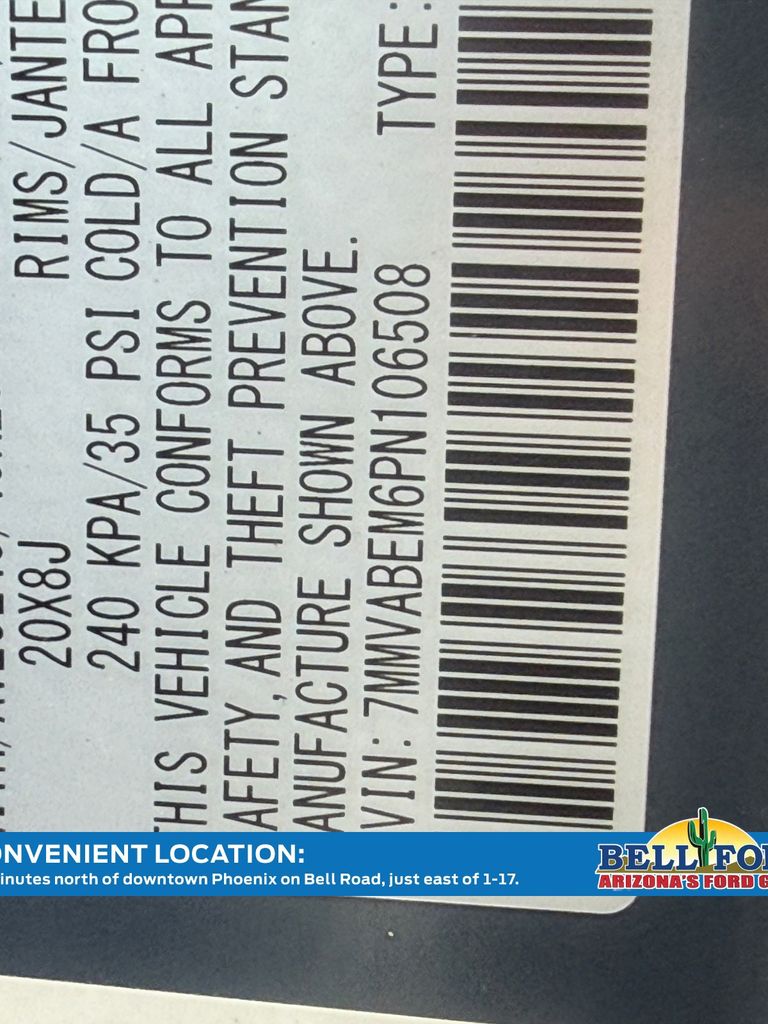 20X8J RIMS/JANTE
240 KPA/35 PSI COLD/A FRO
THIS VEHICLE CONFORMS TO ALL APP
AFETY, AND THEFT PREVENTION STAN
ANUFACTURE SHOWN ABOVE.
VIN: 7MMVABEM6PN106508 TYPE:
ONVENIENT LOCATION:
inutes north of downtown Phoenix on Bell Road, just east of 1-17.
BELL FO
ARIZONA'S FORD G